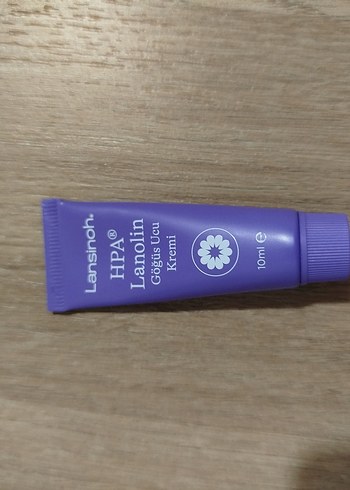 Lansinoh®
HPA®
Lanolin
Göğüs Ucu
Kremi
10ml ℮